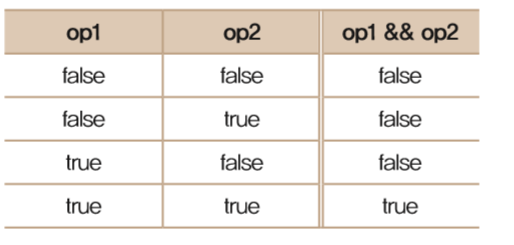 op1 op2 op1 && op2
false false false
false true false
true false false
true true true